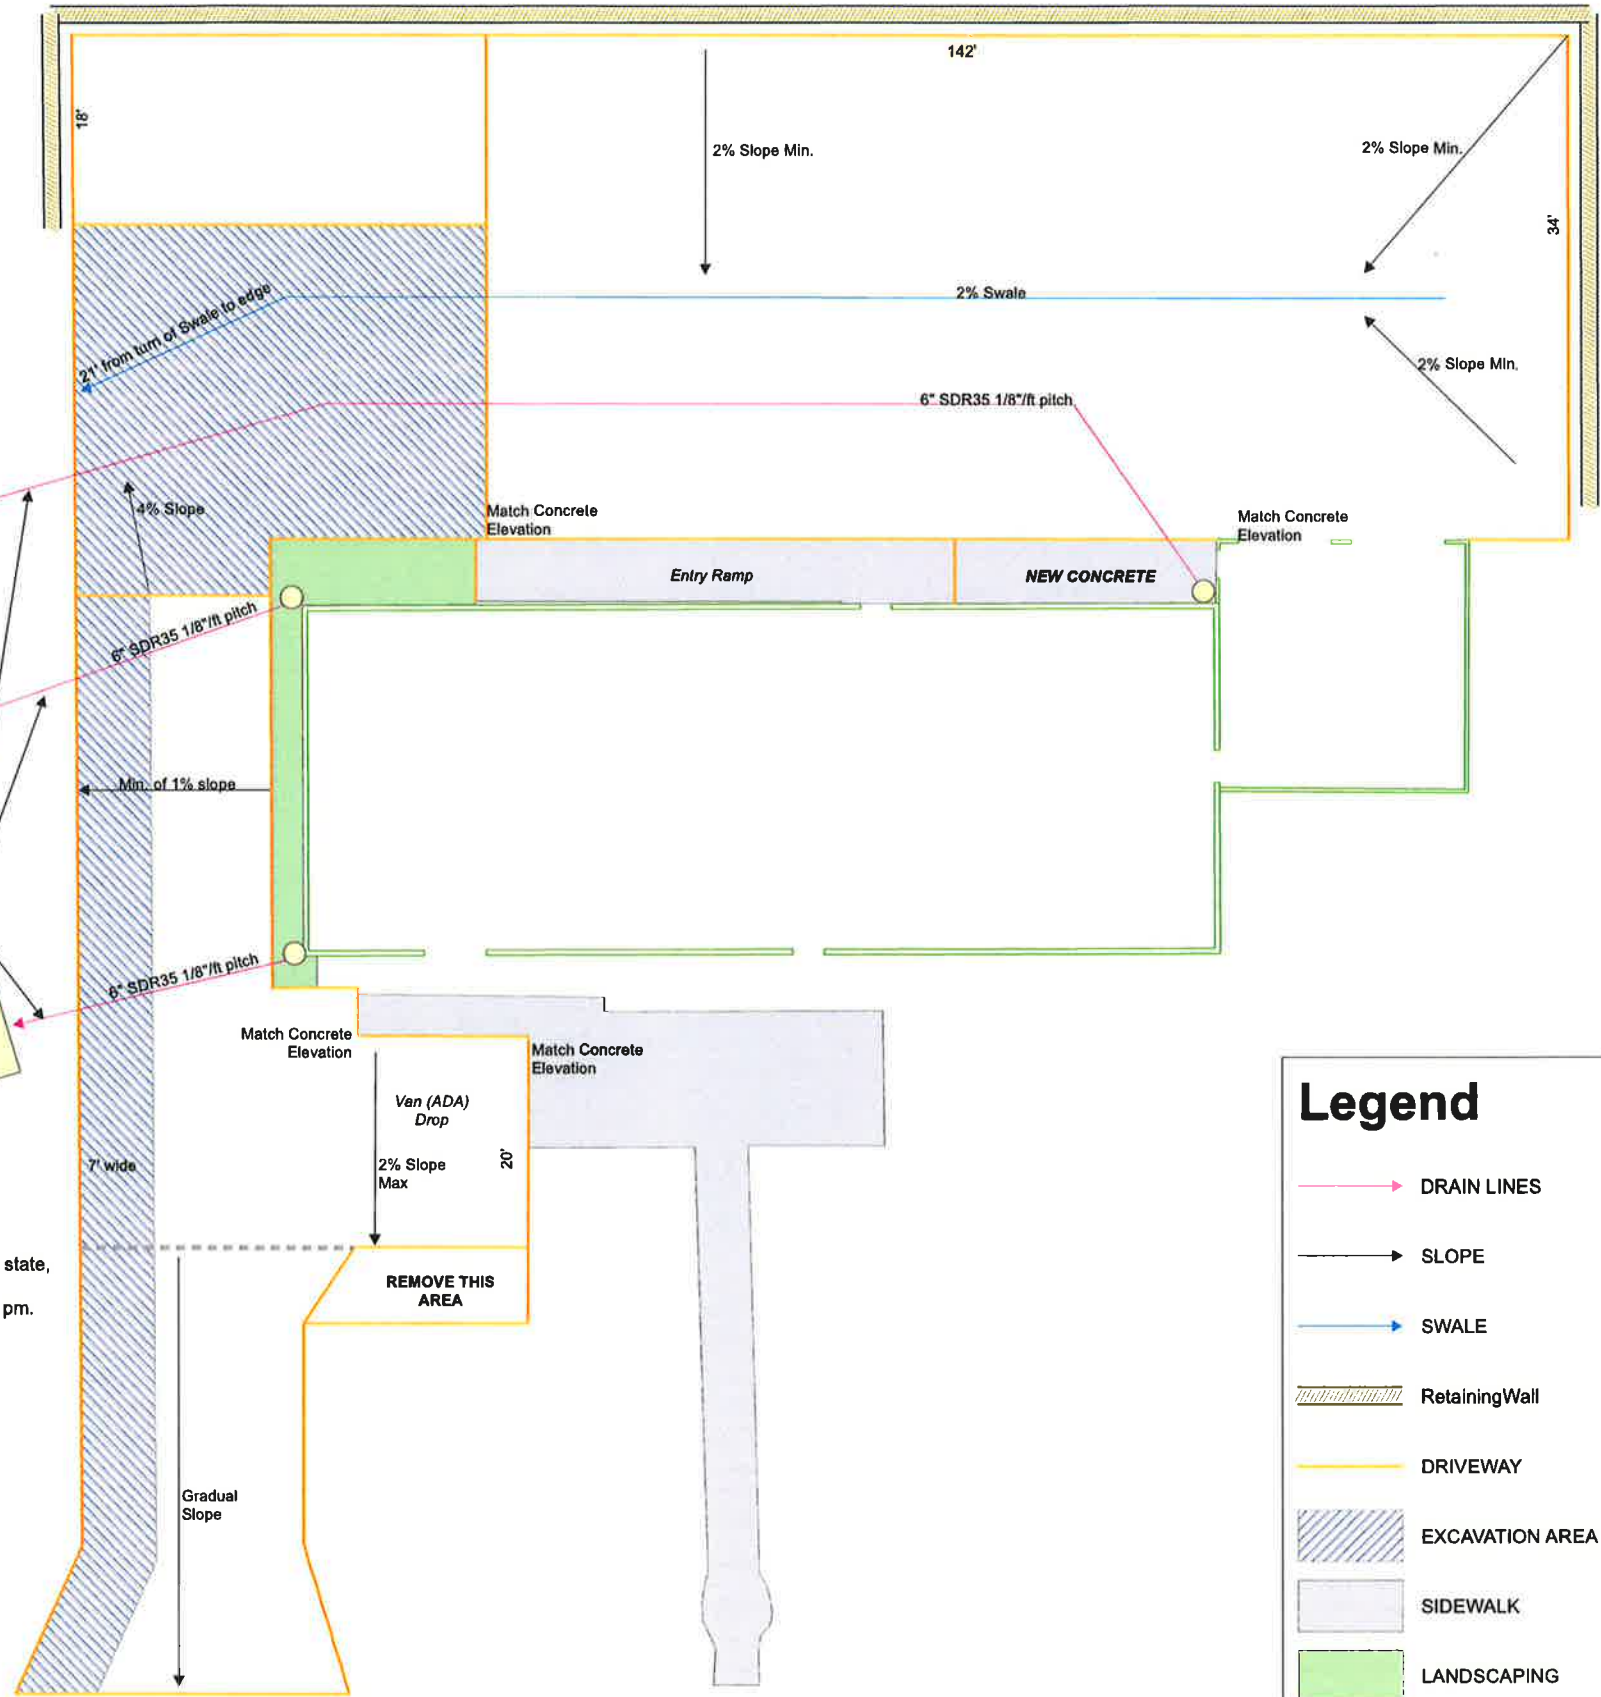 142'
18'
2% Slope Min.
2% Slope Min.
34'
21' from turn of Swale to edge
2% Swale
2% Slope Min.
6" SDR35 1/8"/ft pitch
4% Slope
Match Concrete
Elevation
Match Concrete
Elevation
Entry Ramp
NEW CONCRETE
6" SDR35 1/8"/ft pitch
Min. of 1% slope
6" SDR35 1/8"/ft pitch
Match Concrete
Elevation
Match Concrete
Elevation
Van (ADA)
Drop
2% Slope
Max
20'
7' wide
state,
pm.
REMOVE THIS
AREA
Gradual
Slope
Legend
DRAIN LINES
SLOPE
SWALE
RetainingWall
DRIVEWAY
EXCAVATION AREA
SIDEWALK
LANDSCAPING